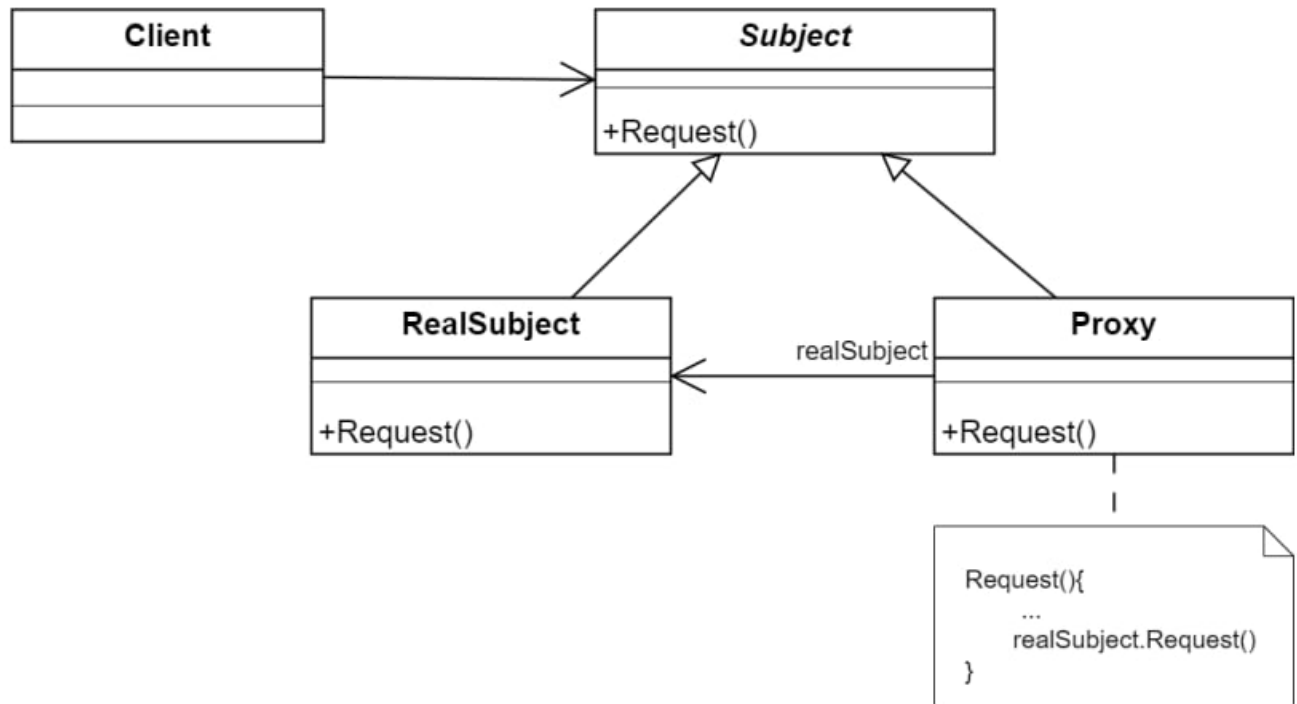 Client
Subject
+Request()
RealSubject
Proxy
realSubject
+Request()
+Request()
Request(){
...
realSubject.Request()
}